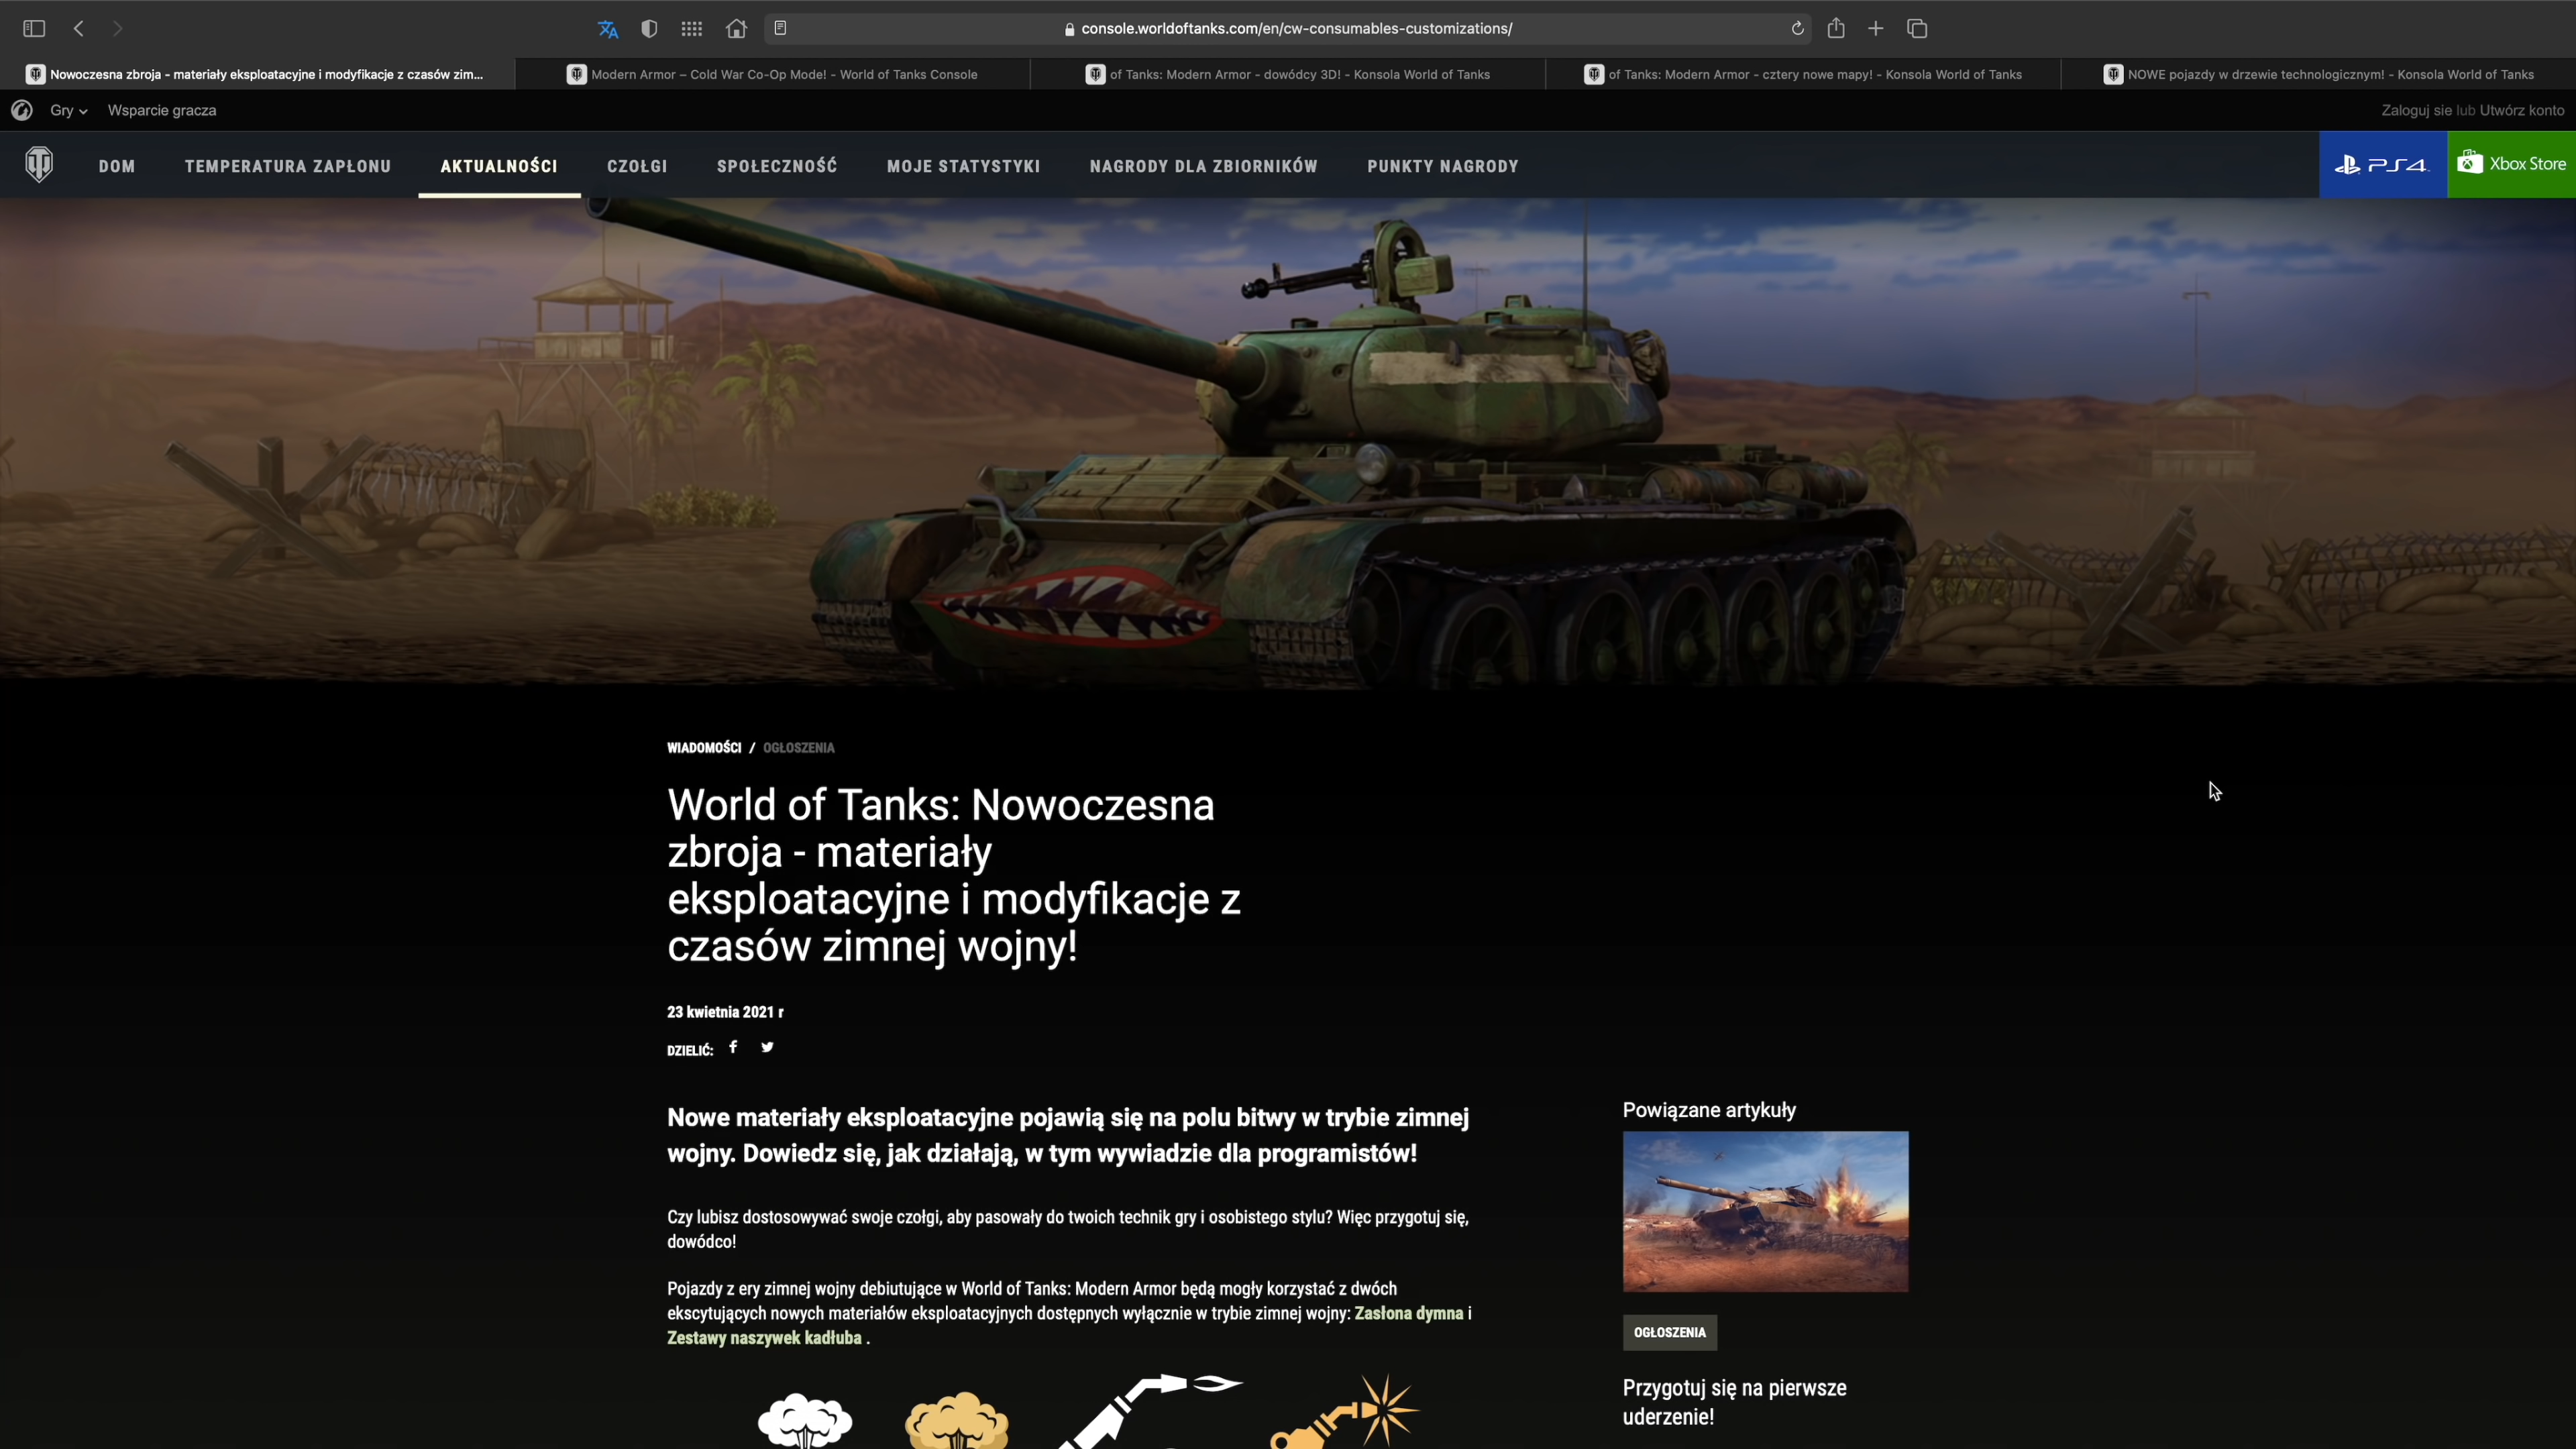 console.worldoftanks.com/en/cw-consumables-customizations/
Nowoczesna zbroja - materiały eksploatacyjne i modyfikacje z czasów zim...
Modern Armor – Cold War Co-Op Mode! - World of Tanks Console
of Tanks: Modern Armor - dowódcy 3D! - Konsola World of Tanks
of Tanks: Modern Armor - cztery nowe mapy! - Konsola World of Tanks
NOWE pojazdy w drzewie technologicznym! - Konsola World of Tanks
Gry
Wsparcie gracza
Zaloguj sie lub Utwórz konto
DOM
TEMPERATURA ZAPŁONU
AKTUALNOŚCI
CZOŁGI
SPOŁECZNOŚĆ
MOJE STATYSTYKI
NAGRODY DLA ZBIORNIKÓW
PUNKTY NAGRODY
PS4
Xbox Store
WIADOMOŚCI / OGŁOSZENIA
World of Tanks: Nowoczesna
zbroja - materiały
eksploatacyjne i modyfikacje z
czasów zimnej wojny!
23 kwietnia 2021 r
DZIELIĆ:
Nowe materiały eksploatacyjne pojawią się na polu bitwy w trybie zimnej
wojny. Dowiedz się, jak działają, w tym wywiadzie dla programistów!
Czy lubisz dostosowywać swoje czołgi, aby pasowały do twoich technik gry i osobistego stylu? Więc przygotuj się,
dowódco!
Pojazdy z ery zimnej wojny debiutujące w World of Tanks: Modern Armor będą mogły korzystać z dwóch
ekscytujących nowych materiałów eksploatacyjnych dostępnych wyłącznie w trybie zimnej wojny: Zasłona dymna i
Zestawy naszywek kadłuba .
Powiązane artykuły
OGŁOSZENIA
Przygotuj się na pierwsze
uderzenie!